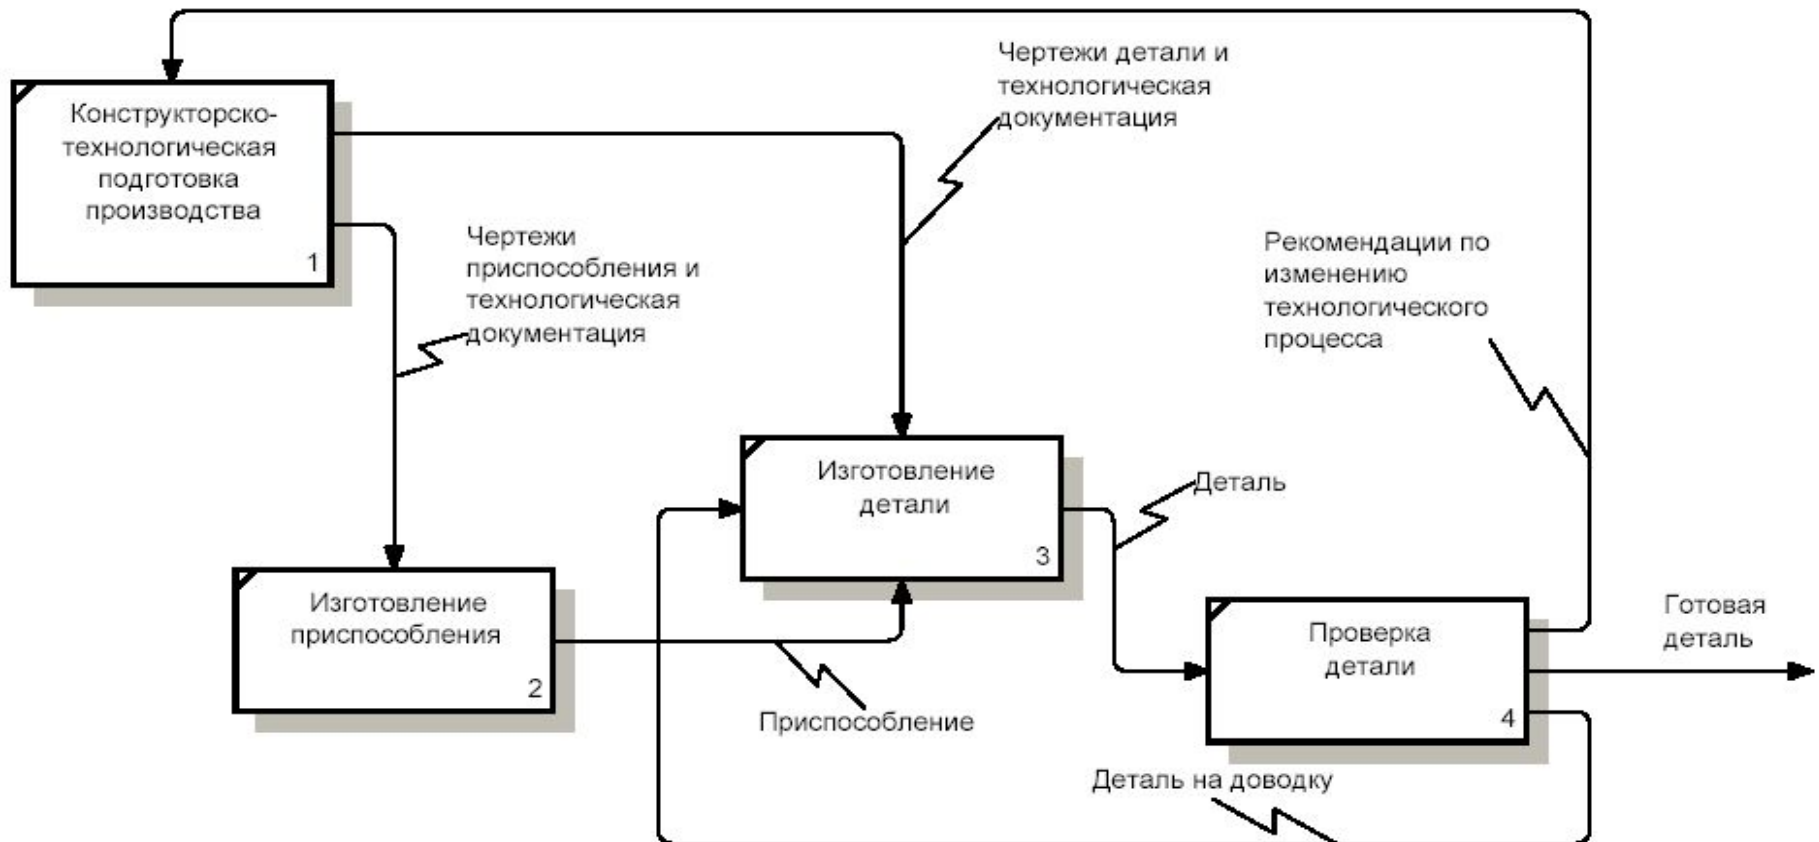 Конструкторско-
технологическая
подготовка
производства
1
Чертежи детали и
технологическая
документация
Чертежи
приспособления и
технологическая
документация
Рекомендации по
изменению
технологического
процесса
Изготовление
детали
3
Деталь
Изготовление
приспособления
2
Приспособление
Проверка
детали
4
Готовая
деталь
Деталь на доводку